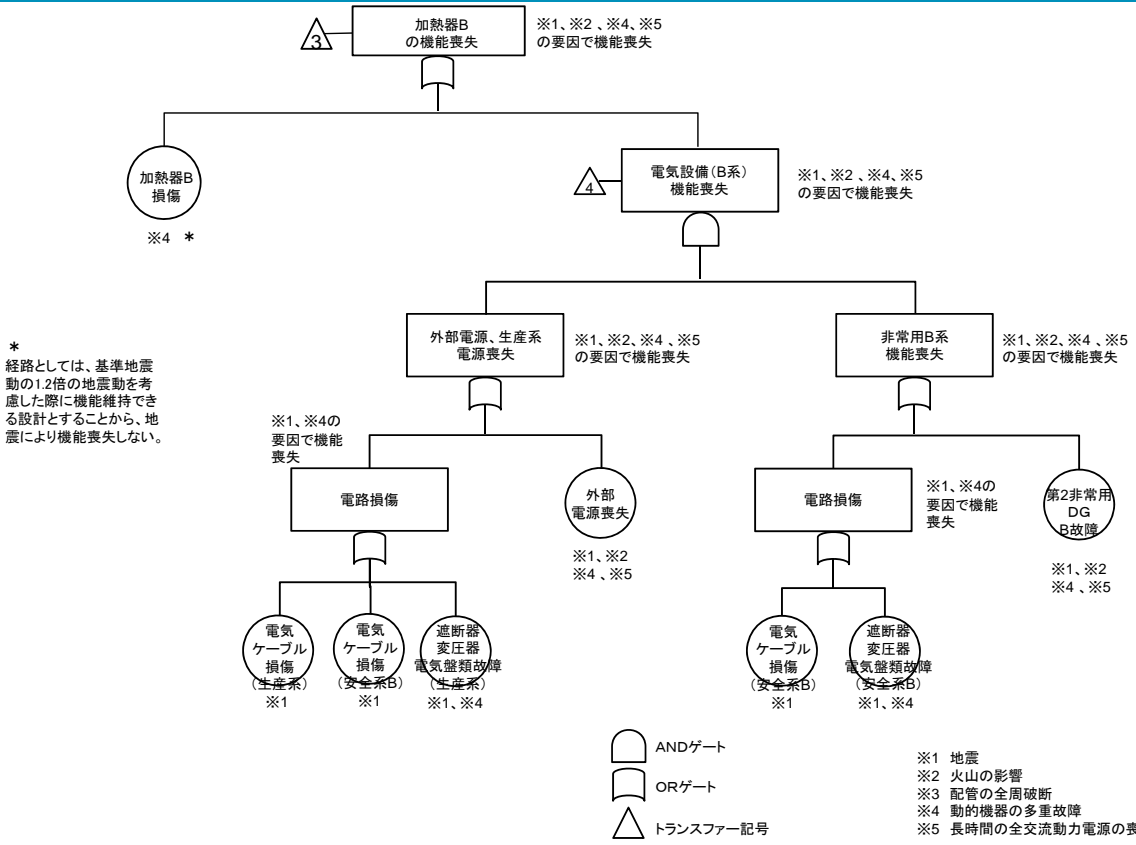 加熱器B
の機能喪失
※1、※2 、※4、※5
の要因で機能喪失
3
加熱器B
損傷
※4 *
電気設備(B系)
機能喪失
※1、※2 、※4、※5
の要因で機能喪失
4
外部電源、生産系
電源喪失
※1、※2、※4 、※5
の要因で機能喪失
非常用B系
機能喪失
※1、※2、※4 、※5
の要因で機能喪失
*
経路としては、基準地震
動の1.2倍の地震動を考
慮した際に機能維持でき
る設計とすることから、地
震により機能喪失しない。
※1、※4の
要因で機能
喪失
電路損傷
外部
電源喪失
※1、※2
※4 、※5
電路損傷
※1、※4の
要因で機能
喪失
第2非常用
DG
B故障
※1、※2
※4 、※5
電気
ケーブル
損傷
(生産系)
※1
電気
ケーブル
損傷
(安全系B)
※1
遮断器
変圧器
電気盤類故障
(生産系)
※1、※4
電気
ケーブル
損傷
(安全系B)
※1
遮断器
変圧器
電気盤類故障
(安全系B)
※1、※4
ANDゲート
ORゲート
トランスファー記号
※1 地震
※2 火山の影響
※3 配管の全周破断
※4 動的機器の多重故障
※5 長時間の全交流動力電源の喪